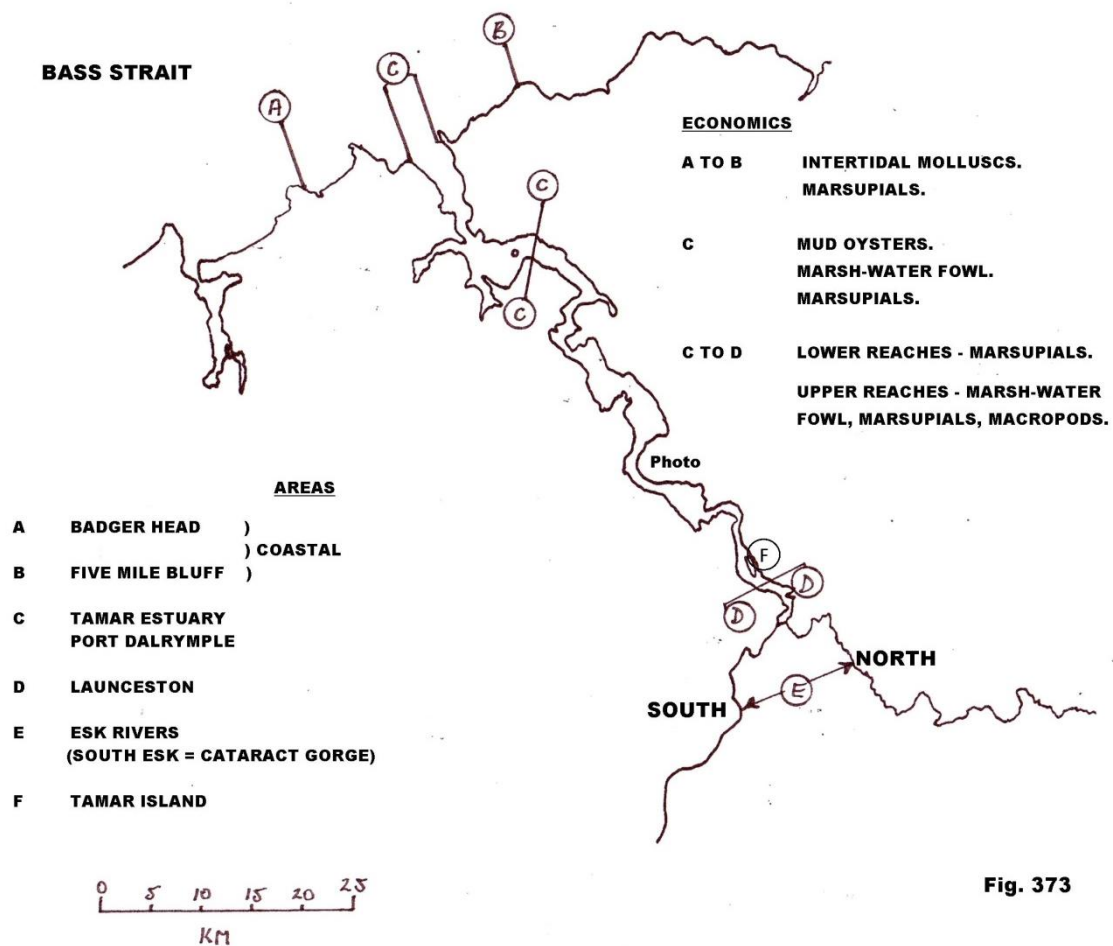 BASS STRAIT
A
C
B
C
C
ECONOMICS
A TO B INTERTIDAL MOLLUSCS.
MARSUPIALS.
C MUD OYSTERS.
MARSH-WATER FOWL.
MARSUPIALS.
C TO D LOWER REACHES - MARSUPIALS.
UPPER REACHES - MARSH-WATER
FOWL, MARSUPIALS, MACROPODS.
Photo
F
D
D
NORTH
E
SOUTH
AREAS
A BADGER HEAD )
) COASTAL
B FIVE MILE BLUFF )
C TAMAR ESTUARY
PORT DALRYMPLE
D LAUNCESTON
E ESK RIVERS
(SOUTH ESK = CATARACT GORGE)
F TAMAR ISLAND
0 5 10 15 20 25
KM
Fig. 373